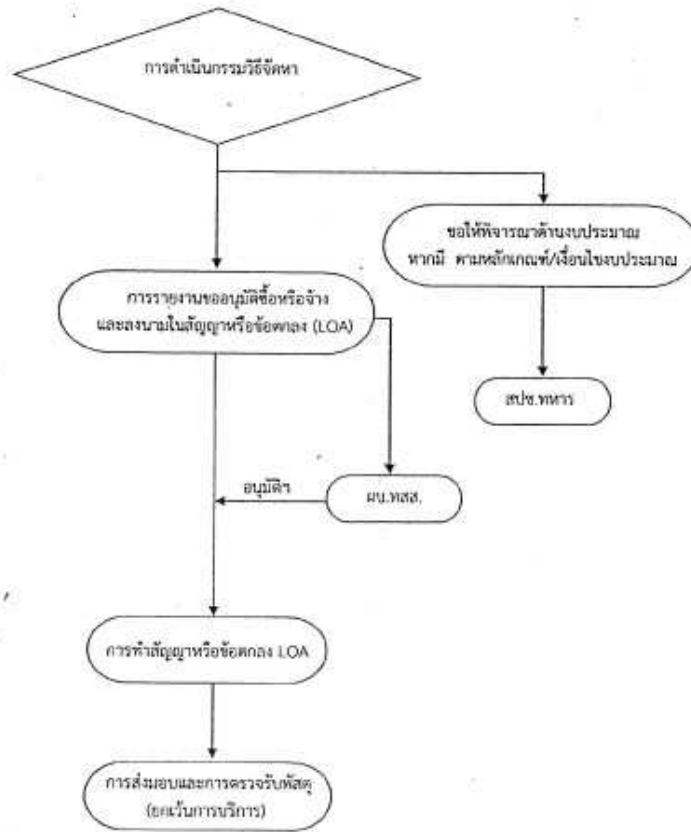 การดำเนินกรรมวิธีจัดหา
ขอให้พิจารณาด้านงบประมาณ
หากมี ตามหลักเกณฑ์/เงื่อนไขงบประมาณ
การรายงานขออนุมัติซื้อหรือจ้าง
และลงนามในสัญญาหรือข้อตกลง (LOA)
สปช.ทหาร
อนุมัติฯ
ผบ.ทสส.
การทำสัญญาหรือข้อตกลง LOA
การส่งมอบและการตรวจรับพัสดุ
(ยกเว้นการบริการ)